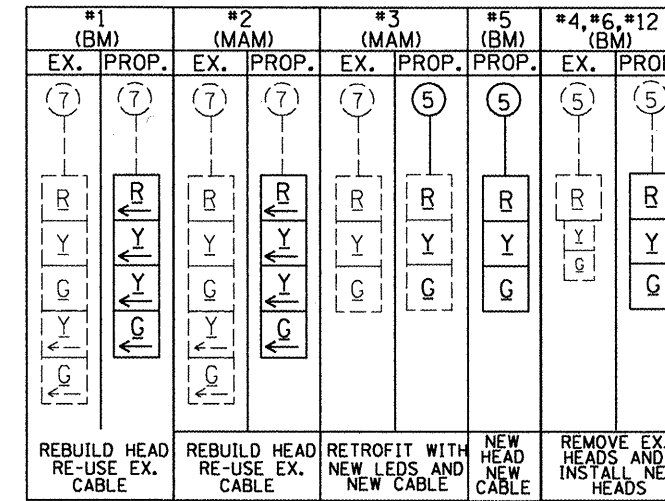 #1 #2 #3 #5 #4,#6,#12
(BM) (MAM) (MAM) (BM) (BM)
EX. PROP. EX. PROP. EX. PROP. PROP. EX.
7 7 7 7 7 5 5 5 5
R R R R R R R R R
Y Y Y Y Y Y Y Y Y
G Y G Y G G G G G
Y G Y G
G G
REBUILD HEAD
RE-USE EX.
CABLE
REBUILD HEAD
RE-USE EX.
CABLE
RETROFIT WITH
NEW LEDS AND
NEW CABLE
NEW
HEAD
NEW
CABLE
REMOVE EX.
HEADS AND
INSTALL NE
HEADS